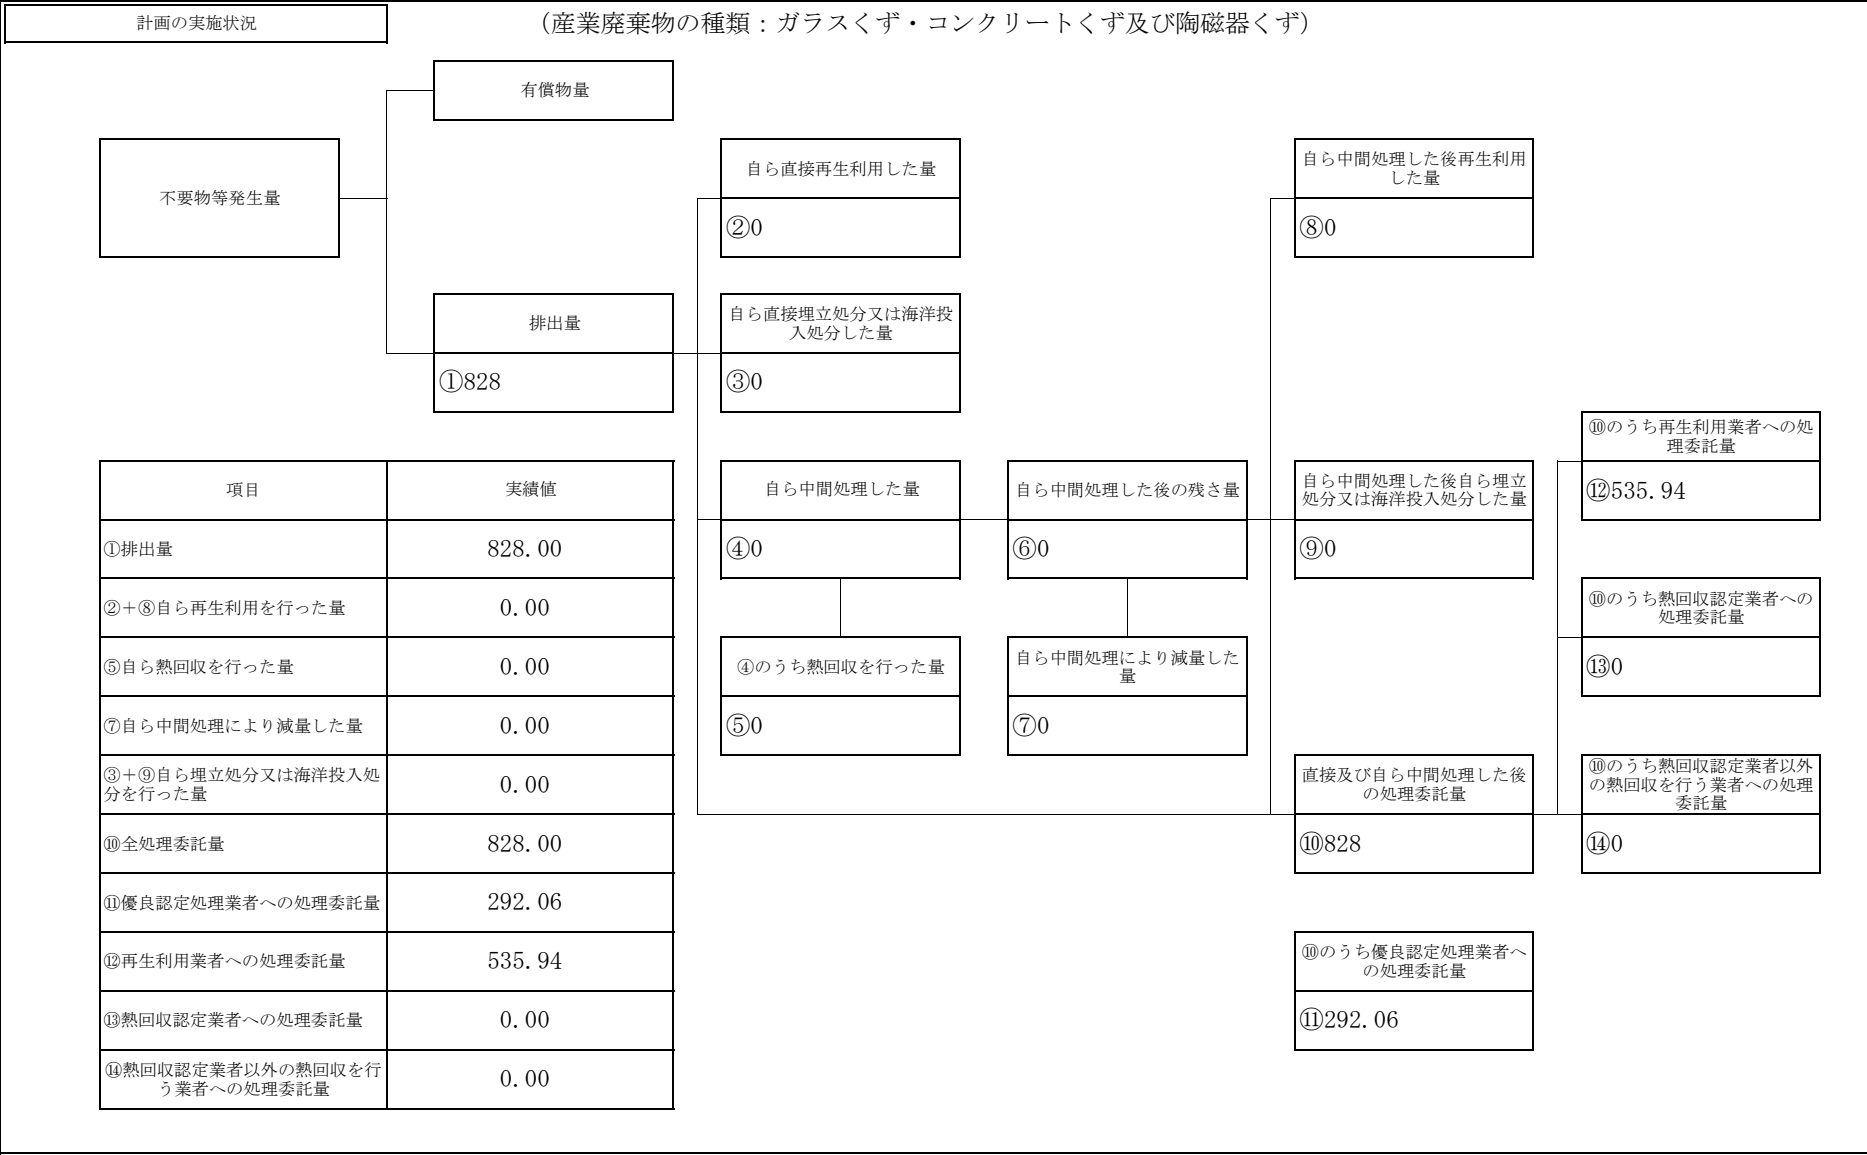 計画の実施状況
（産業廃棄物の種類：ガラスくず・コンクリートくず及び陶磁器くず）
有償物量
不要物等発生量
排出量
①828
自ら直接再生利用した量
②0
自ら直接埋立処分又は海洋投
入処分した量
③0
自ら中間処理した後再生利用
した量
⑧0
項目
実績値
①排出量
828.00
②＋⑧自ら再生利用を行った量
0.00
⑤自ら熱回収を行った量
0.00
⑦自ら中間処理により減量した量
0.00
③＋⑨自ら埋立処分又は海洋投入処
分を行った量
0.00
⑩全処理委託量
828.00
⑪優良認定処理業者への処理委託量
292.06
⑫再生利用業者への処理委託量
535.94
⑬熱回収認定業者への処理委託量
0.00
⑭熱回収認定業者以外の熱回収を行
う業者への処理委託量
0.00
自ら中間処理した量
④0
④のうち熱回収を行った量
⑤0
自ら中間処理した後の残さ量
⑥0
自ら中間処理により減量した
量
⑦0
自ら中間処理した後自ら埋立
処分又は海洋投入処分した量
⑨0
直接及び自ら中間処理した後
の処理委託量
⑩828
⑩のうち優良認定処理業者へ
の処理委託量
⑪292.06
⑩のうち再生利用業者への処
理委託量
⑫535.94
⑩のうち熱回収認定業者への
処理委託量
⑬0
⑩のうち熱回収認定業者以外
の熱回収を行う業者への処理
委託量
⑭0